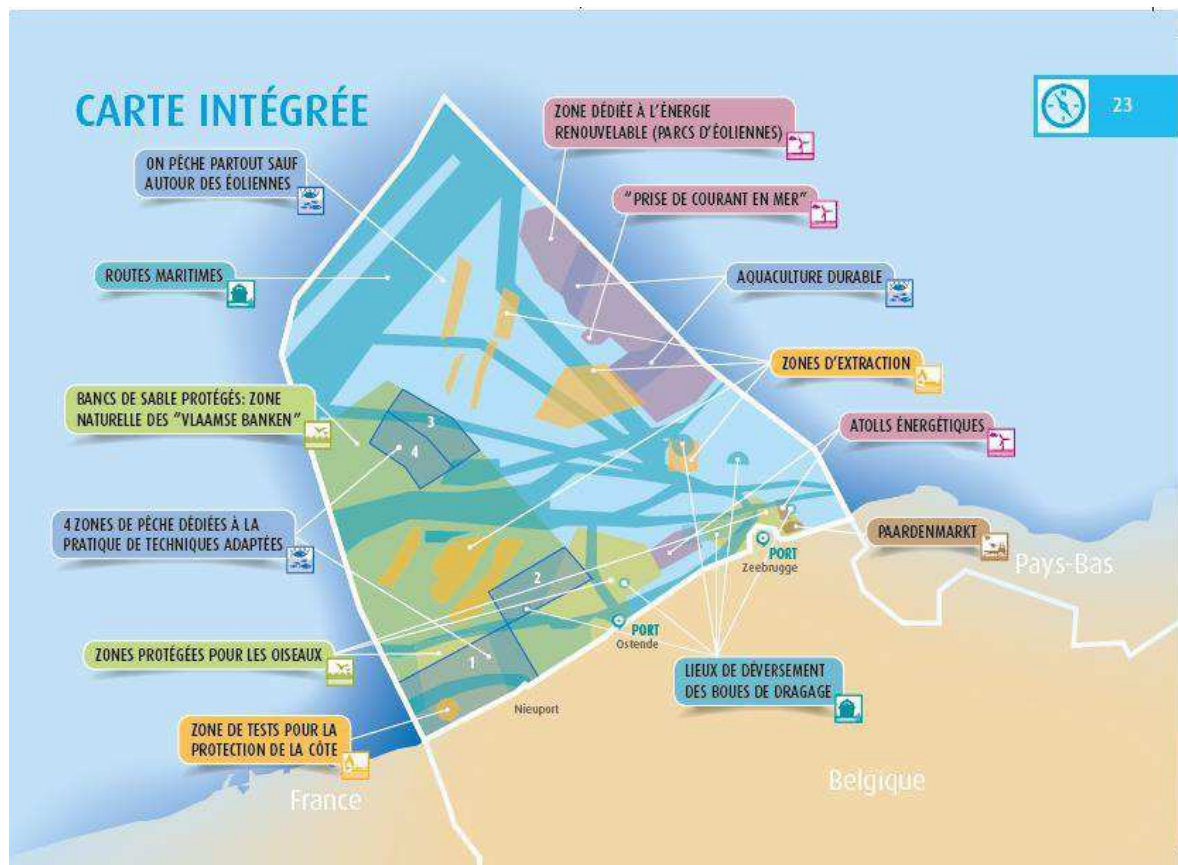 CARTE INTÉGRÉE
23
ZONE DÉDIÉE À L'ÉNERGIE
RENOUVELABLE (PARCS D'ÉOLIENNES)
ON PÊCHE PARTOUT SAUF
AUTOUR DES ÉOLIENNES
"PRISE DE COURANT EN MER"
ROUTES MARITIMES
AQUACULTURE DURABLE
ZONES D'EXTRACTION
BANCS DE SABLE PROTÉGÉS: ZONE
NATURELLE DES "VLAAMSE BANKEN"
3
4
ATOLLS ÉNERGÉTIQUES
4 ZONES DE PÊCHE DÉDIÉES À LA
PRATIQUE DE TECHNIQUES ADAPTÉES
PAARDENMARKT
PORT
Zeebrugge
Pays-Bas
2
PORT
Ostende
ZONES PROTÉGÉES POUR LES OISEAUX
1
LIEUX DE DÉVERSEMENT
DES BOUES DE DRAGAGE
Nieuport
ZONE DE TESTS POUR LA
PROTECTION DE LA CÔTE
France
Belgique